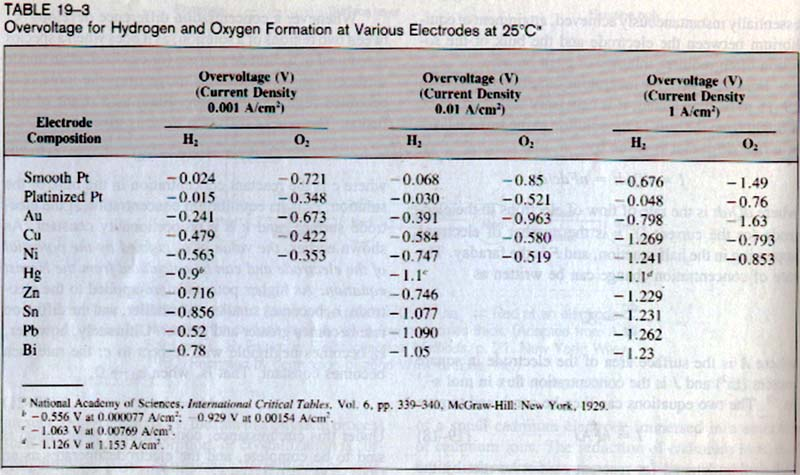 TABLE 19–3
Overvoltage for Hydrogen and Oxygen Formation at Various Electrodes at 25°C a
Overvoltage (V) Overvoltage (V) Overvoltage (V)
(Current Density (Current Density (Current Density
0.001 A/cm²) 0.01 A/cm²) 1 A/cm²)
Electrode
Composition H₂ O₂ H₂ O₂ H₂ O₂
Smooth Pt −0.024 −0.721 −0.068 −0.85 −0.676 −1.49
Platinized Pt −0.015 −0.348 −0.030 −0.521 −0.048 −0.76
Au −0.241 −0.673 −0.391 −0.963 −0.798 −1.63
Cu −0.479 −0.422 −0.584 −0.580 −1.269 −0.793
Ni −0.563 −0.353 −0.747 −0.519 −1.241 −0.853
Hg −0.9ᵇ −1.1ᶜ −1.1ᵈ
Zn −0.716 −0.746 −1.229
Sn −0.856 −1.077 −1.231
Pb −0.52 −1.090 −1.262
Bi −0.78 −1.05 −1.23
National Academy of Sciences, International Critical Tables, Vol. 6, pp. 339–340, McGraw-Hill: New York, 1929.
−0.556 V at 0.000077 A/cm²; −0.929 V at 0.00154 A/cm².
−1.063 V at 0.00769 A/cm².
−1.126 V at 1.153 A/cm².